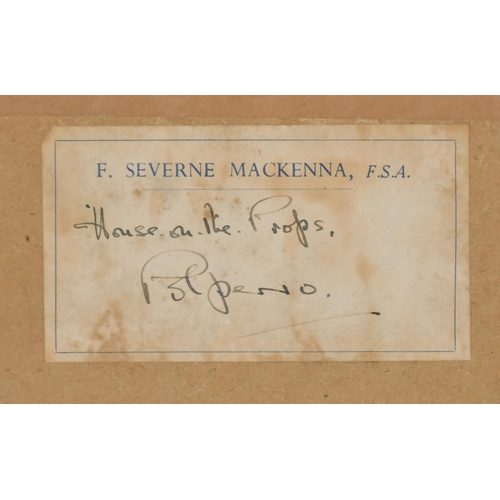 F. SEVERNE MACKENNA, F.S.A.
House-on-the-Props,
Polperro.